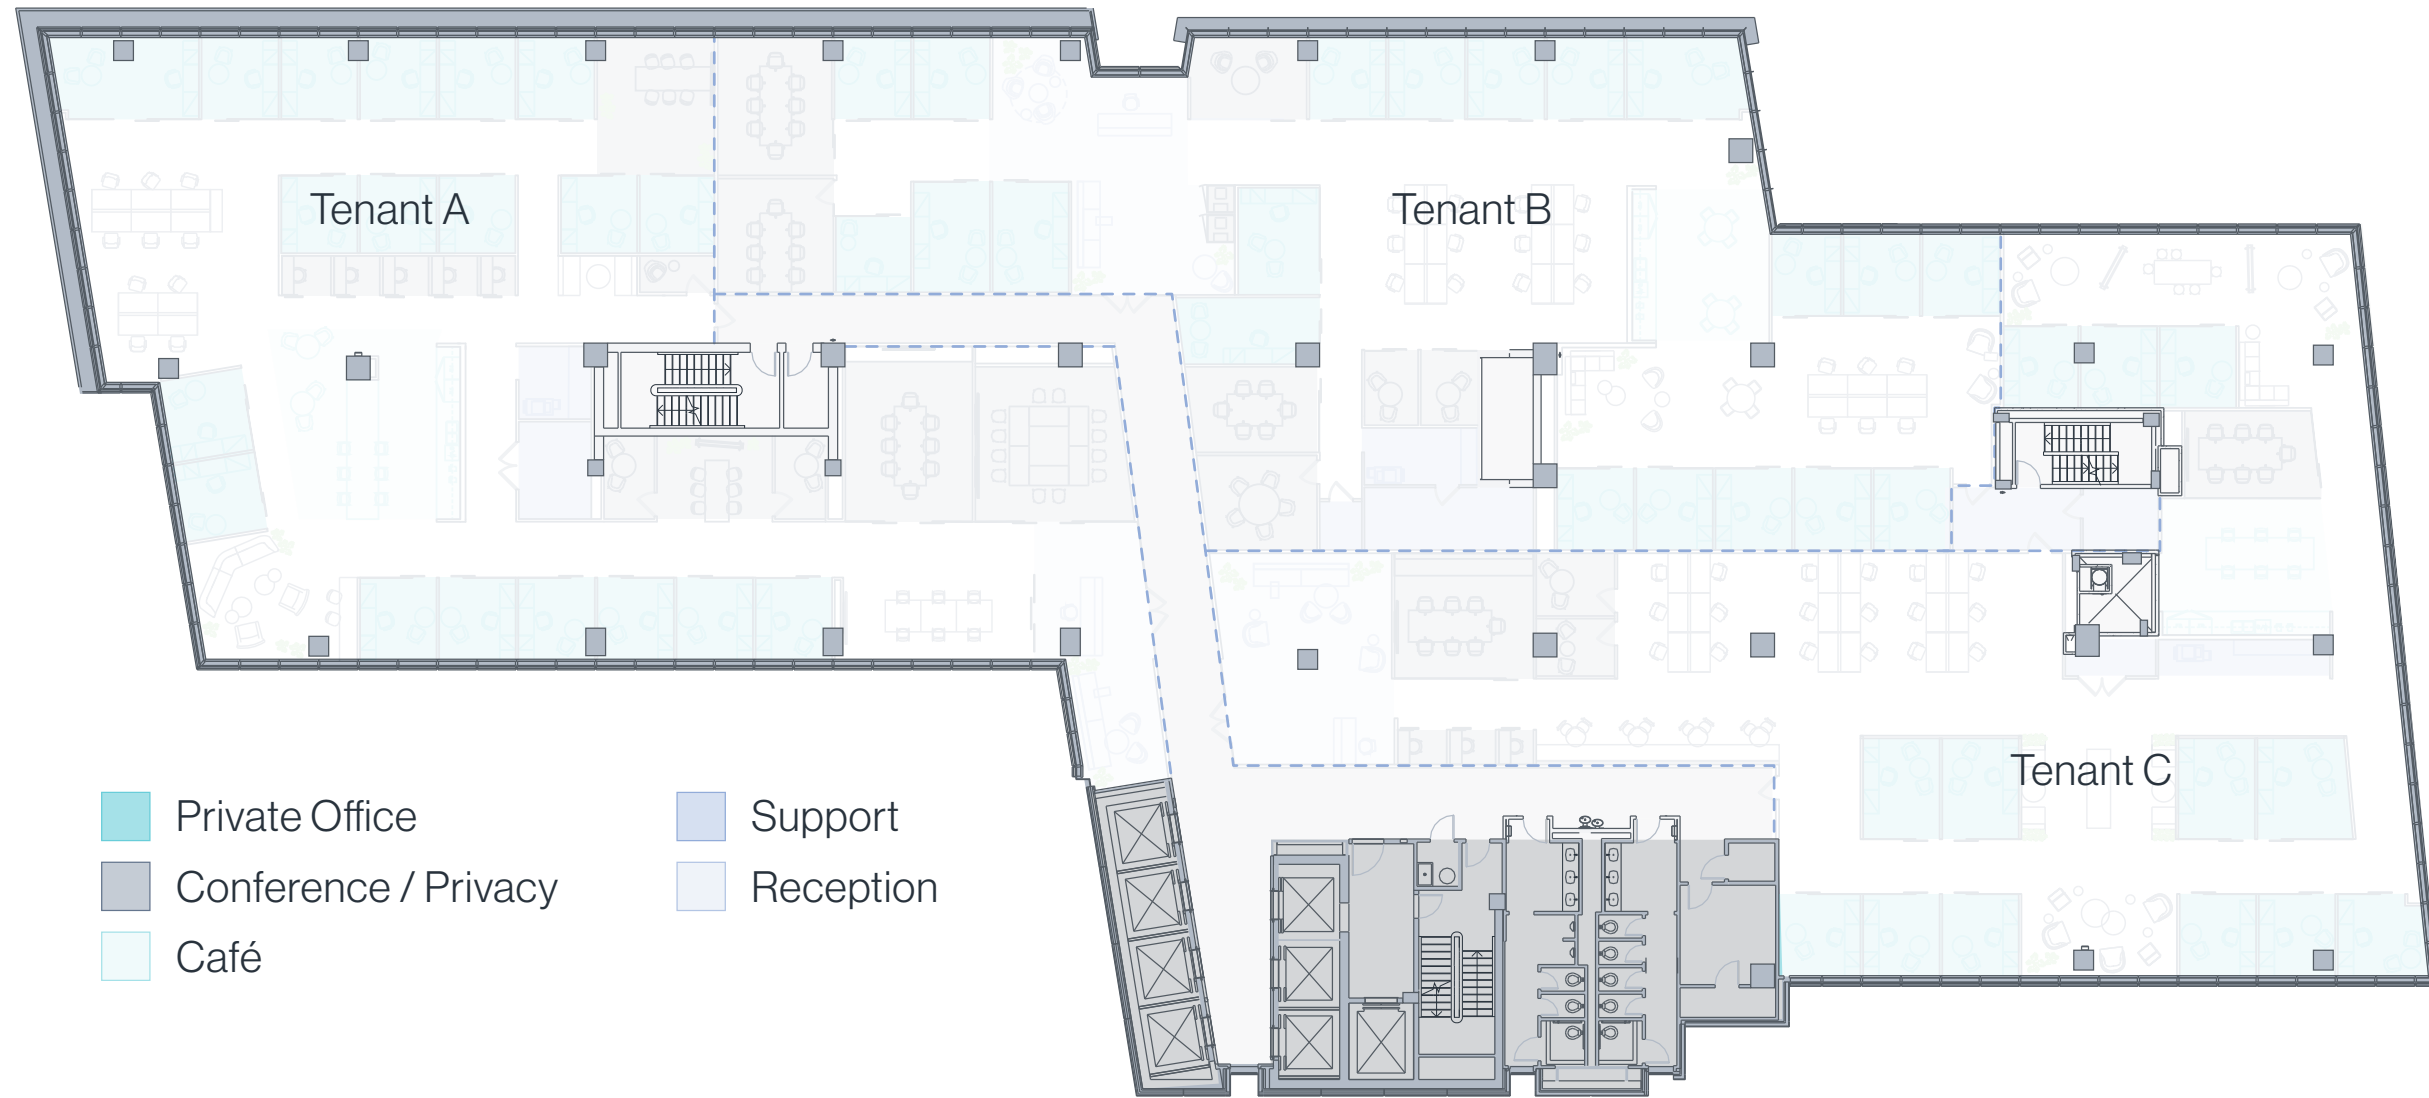 Tenant A
Tenant B
Tenant C
Private Office
Conference / Privacy
Café
Support
Reception